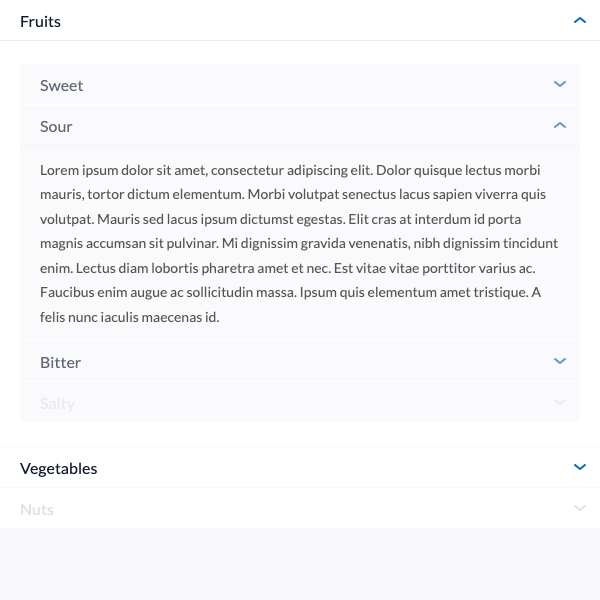 Fruits
Sweet
Sour
Lorem ipsum dolor sit amet, consectetur adipiscing elit. Dolor quisque lectus morbi
mauris, tortor dictum elementum. Morbi volutpat senectus lacus sapien viverra quis
volutpat. Mauris sed lacus ipsum dictumst egestas. Elit cras at interdum id porta
magnis accumsan sit pulvinar. Mi dignissim gravida venenatis, nibh dignissim tincidunt
enim. Lectus diam lobortis pharetra amet et nec. Est vitae vitae porttitor varius ac.
Faucibus enim augue ac sollicitudin massa. Ipsum quis elementum amet tristique. A
felis nunc iaculis maecenas id.
Bitter
Salty
Vegetables
Nuts